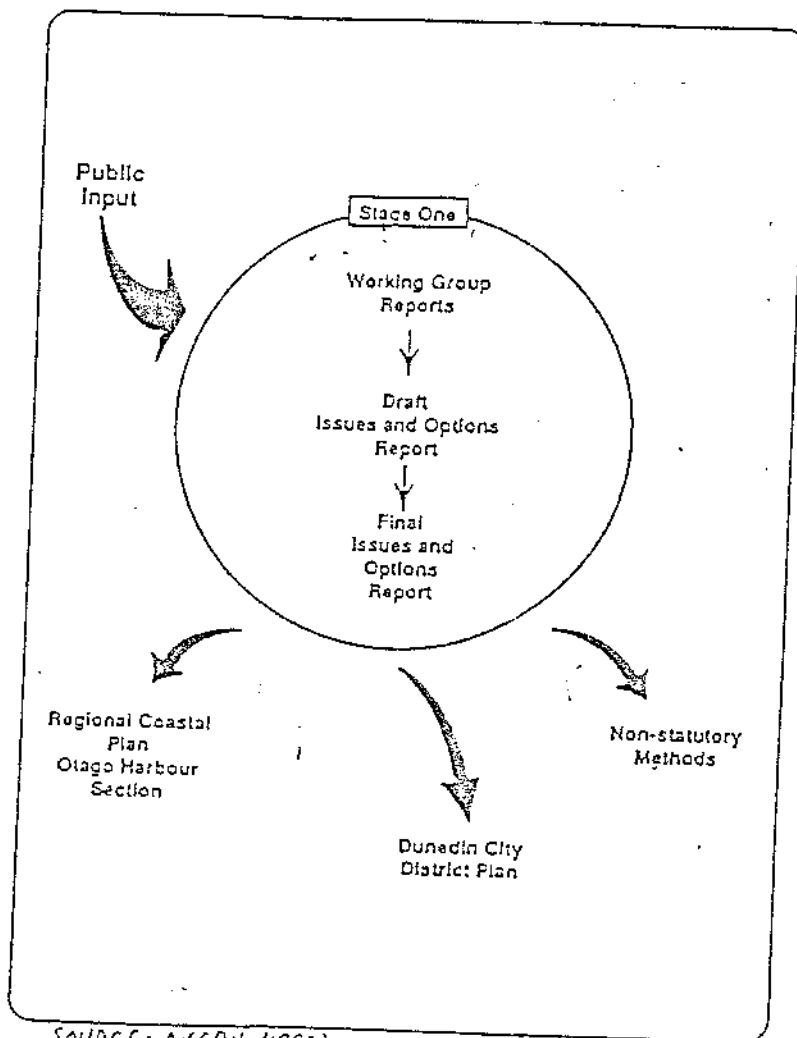 Public
Input
Stage One
Working Group
Reports
Draft
Issues and Options
Report
Final
Issues and
Options
Report
Regional Coastal
Plan
Otago Harbour
Section
Dunedin City
District Plan
Non-statutory
Methods
SOURCE: